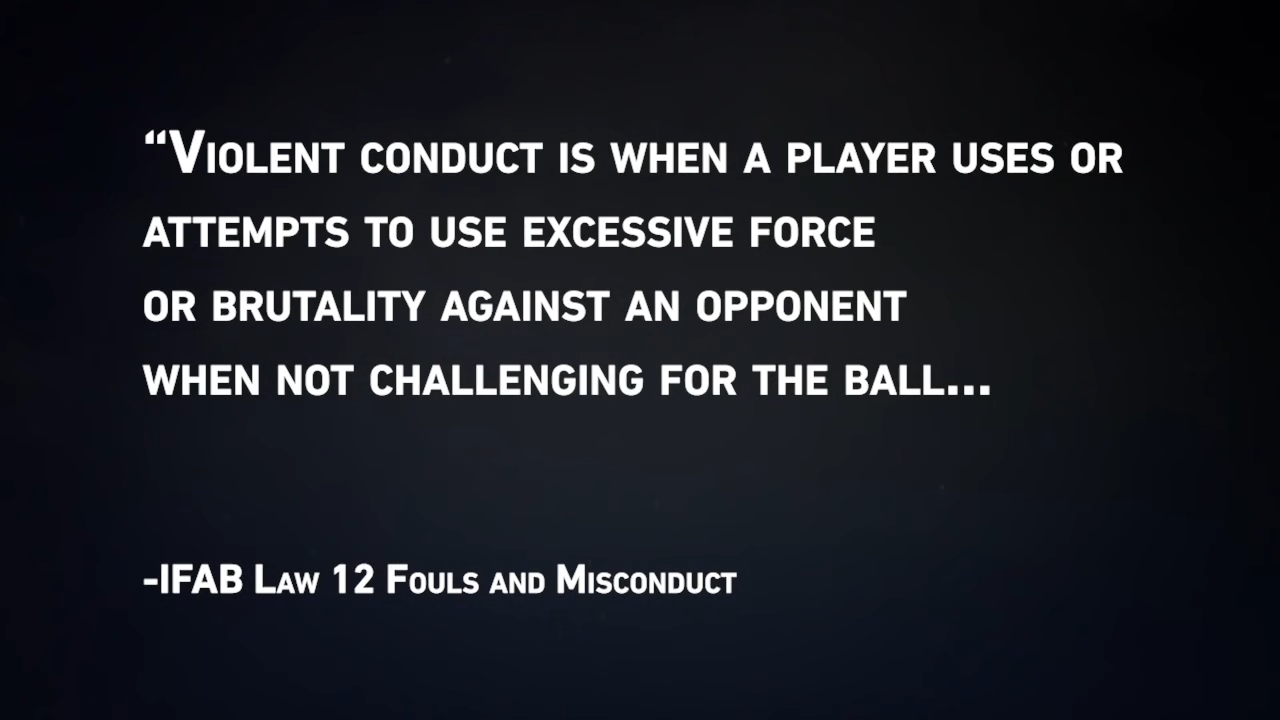 “Violent conduct is when a player uses or
attempts to use excessive force
or brutality against an opponent
when not challenging for the ball...
-IFAB Law 12 Fouls and Misconduct